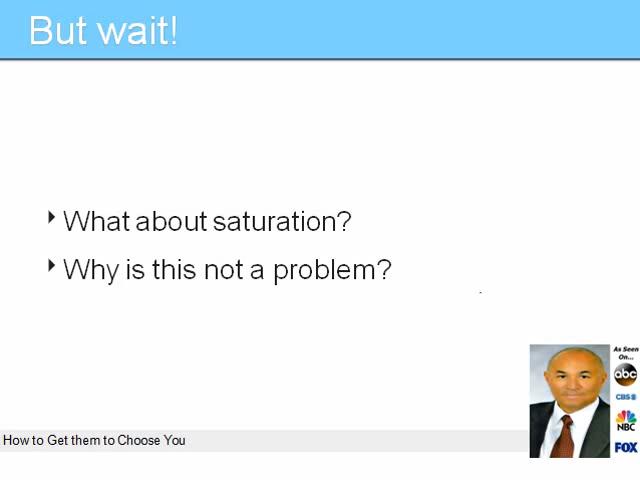 But wait!
What about saturation?
Why is this not a problem?
As Seen
On...
abc
CBS
NBC
FOX
How to Get them to Choose You